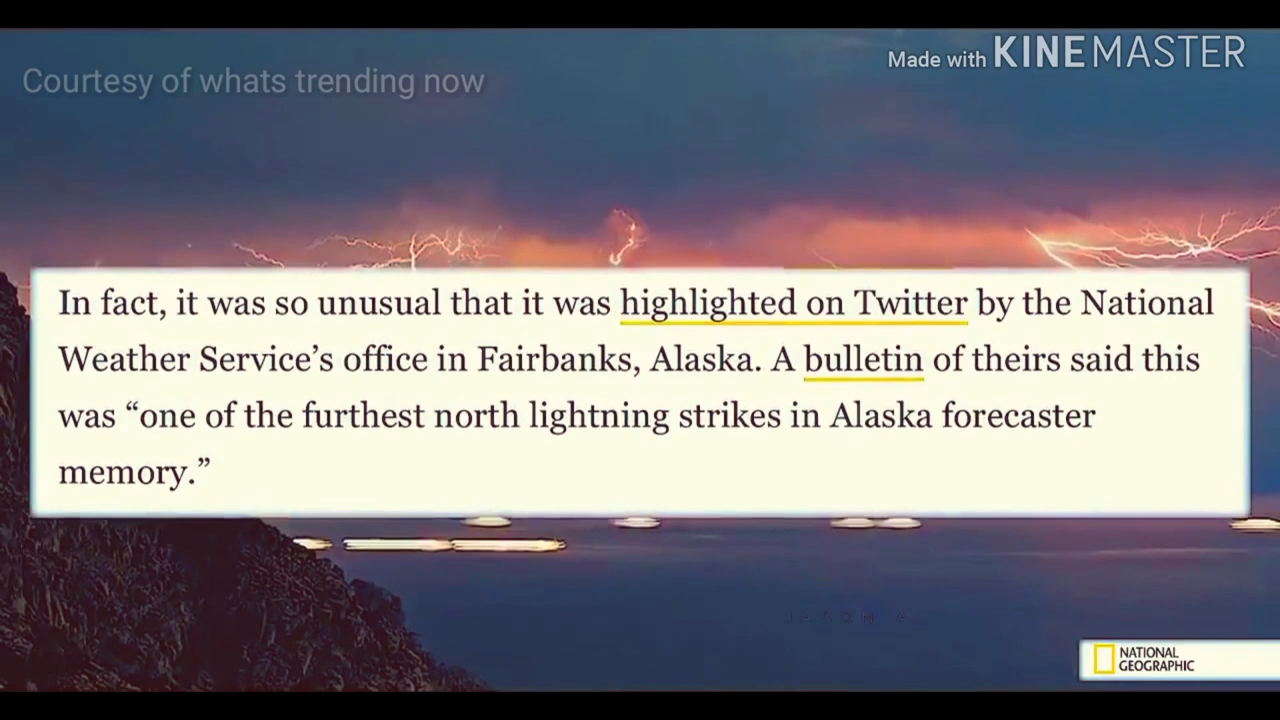 Courtesy of whats trending now
Made with KINEMASTER
In fact, it was so unusual that it was highlighted on Twitter by the National
Weather Service’s office in Fairbanks, Alaska. A bulletin of theirs said this
was “one of the furthest north lightning strikes in Alaska forecaster
memory.”
NATIONAL
GEOGRAPHIC